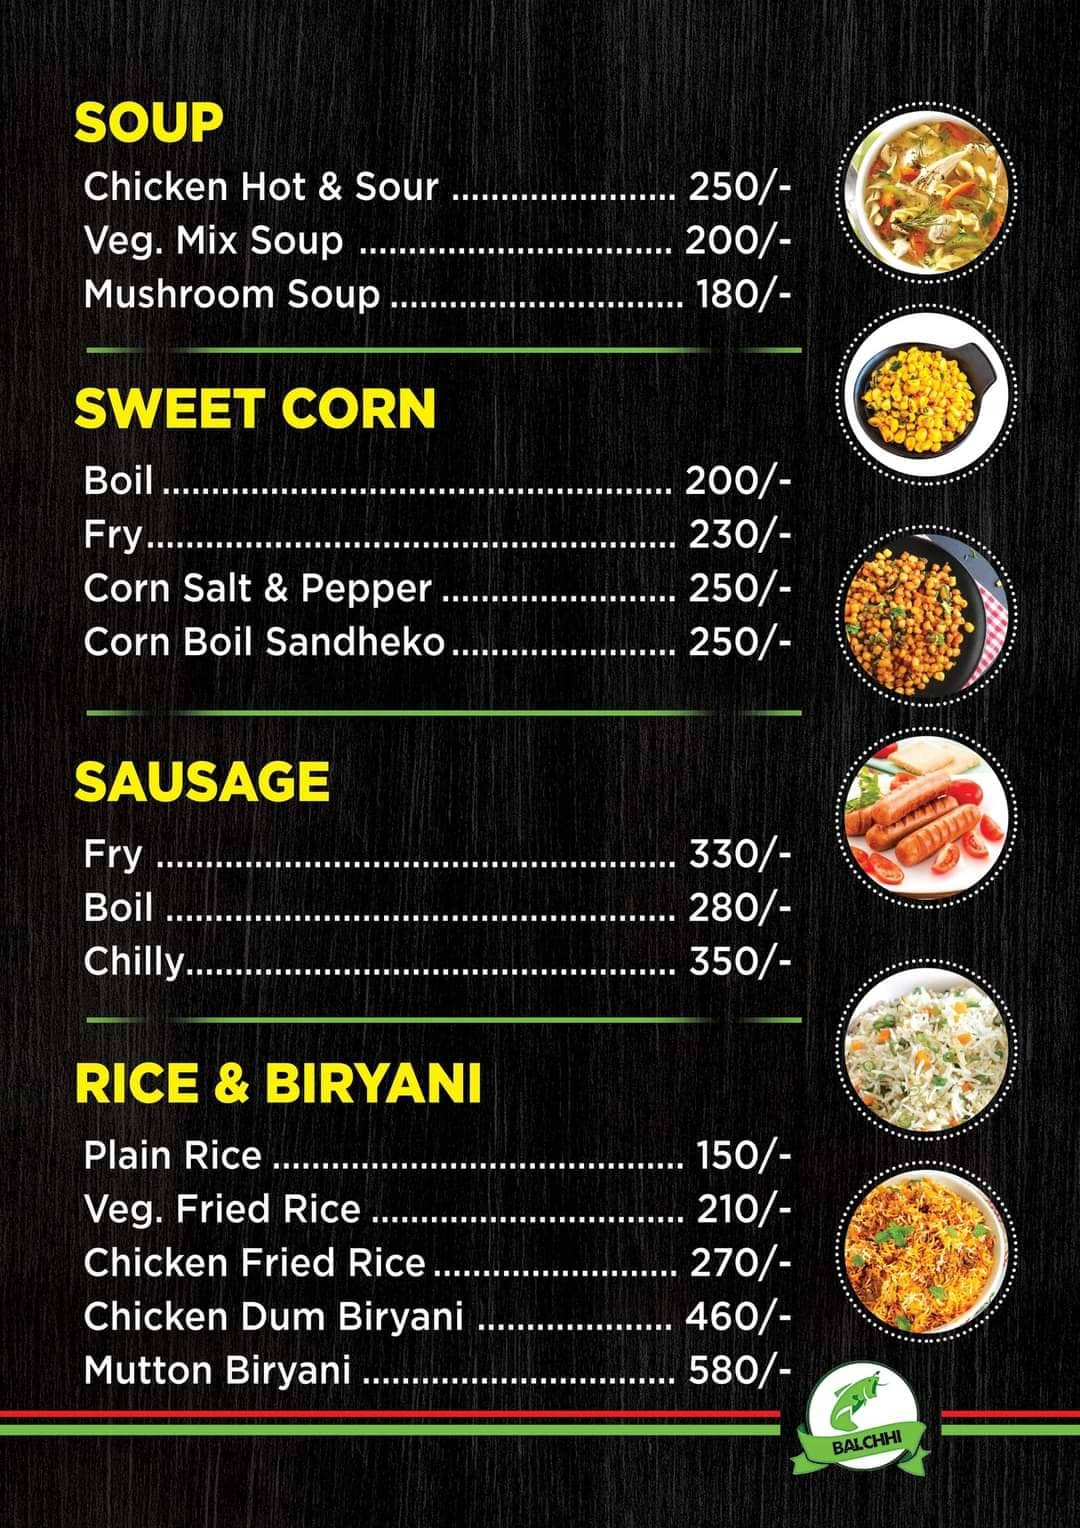 SOUP
Chicken Hot & Sour ....................... 250/-
Veg. Mix Soup ................................ 200/-
Mushroom Soup .............................. 180/-
SWEET CORN
Boil .................................................... 200/-
Fry...................................................... 230/-
Corn Salt & Pepper ........................ 250/-
Corn Boil Sandheko ....................... 250/-
SAUSAGE
Fry ..................................................... 330/-
Boil .................................................... 280/-
Chilly.................................................. 350/-
RICE & BIRYANI
Plain Rice .......................................... 150/-
Veg. Fried Rice ................................ 210/-
Chicken Fried Rice ......................... 270/-
Chicken Dum Biryani .................... 460/-
Mutton Biryani ................................ 580/-
BALCHHI